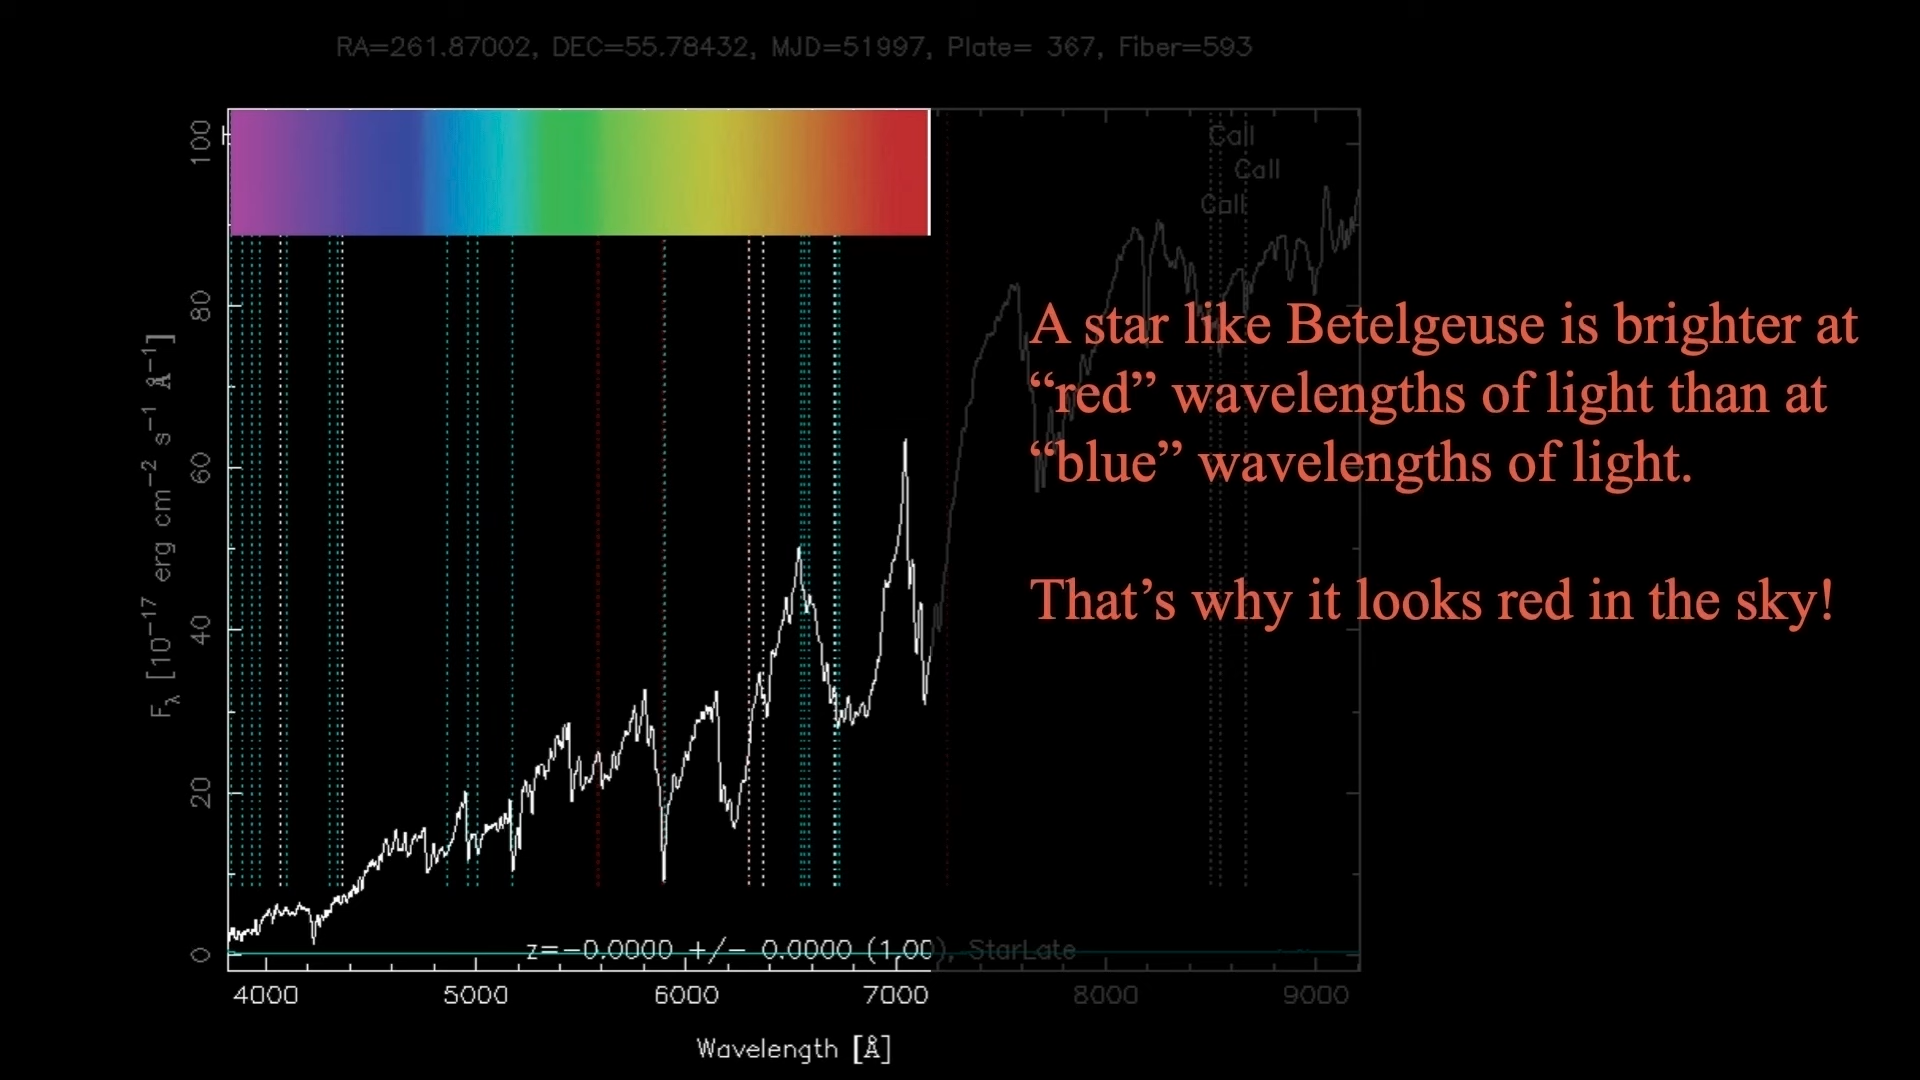 RA=261.87002, DEC=55.78432, MJD=51997, Plate= 367, Fiber=593
100
80
60
40
20
0
F_λ [10^−17 erg cm^−2 s^−1 Å^−1]
CaII
CaII
CaII
A star like Betelgeuse is brighter at
“red” wavelengths of light than at
“blue” wavelengths of light.
That’s why it looks red in the sky!
z=−0.0000 +/− 0.0000 (1.00), StarLate
4000 5000 6000 7000 8000 9000
Wavelength [Å]